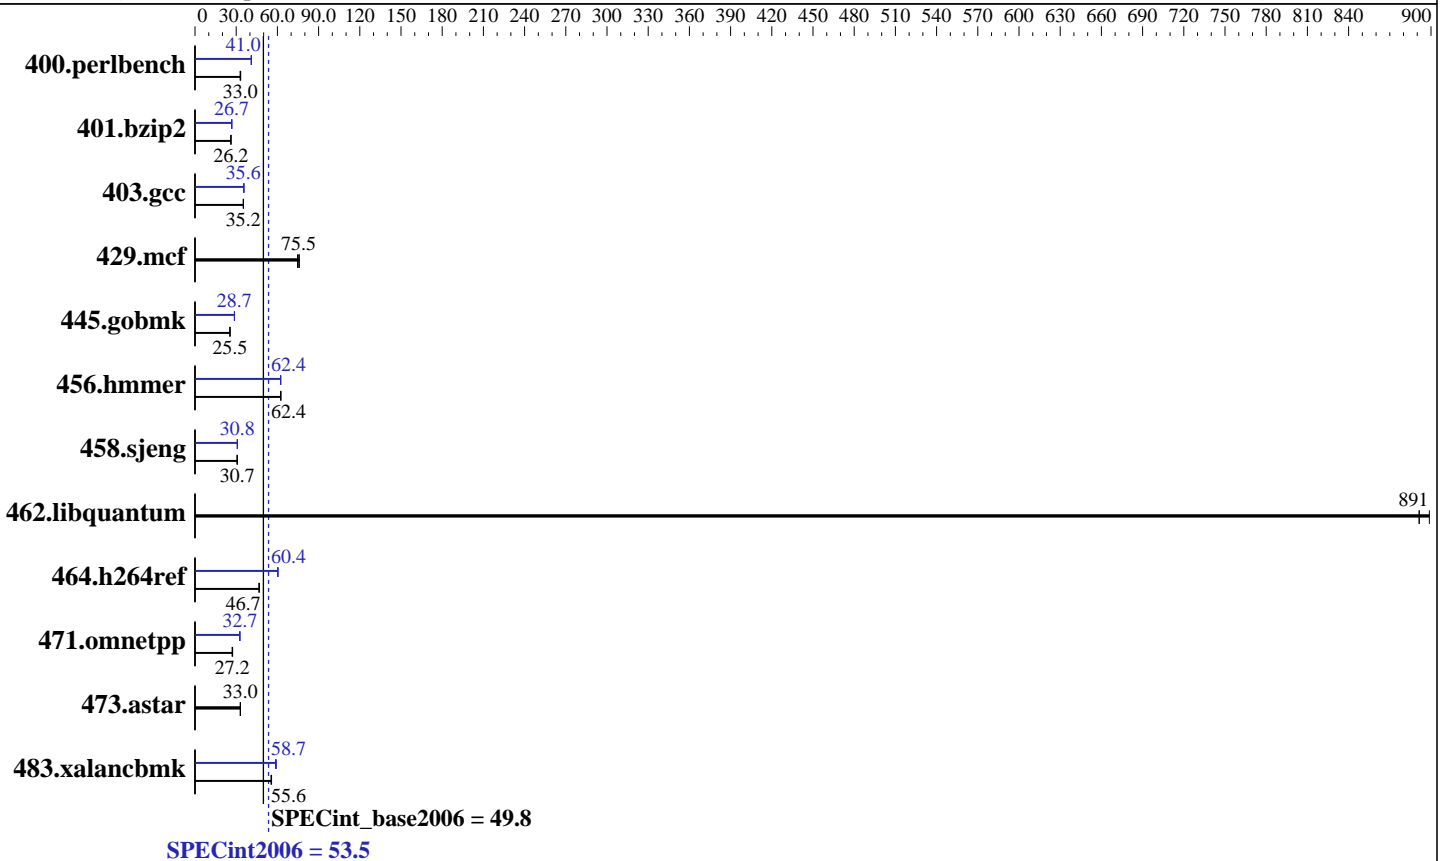 0 30.0 60.0 90.0 120 150 180 210 240 270 300 330 360 390 420 450 480 510 540 570 600 630 660 690 720 750 780 810 840 900
41.0
400.perlbench
33.0
26.7
401.bzip2
26.2
35.6
403.gcc
35.2
75.5
429.mcf
28.7
445.gobmk
25.5
62.4
456.hmmer
62.4
30.8
458.sjeng
30.7
891
462.libquantum
60.4
464.h264ref
46.7
32.7
471.omnetpp
27.2
33.0
473.astar
58.7
483.xalancbmk
55.6
SPECint_base2006 = 49.8
SPECint2006 = 53.5